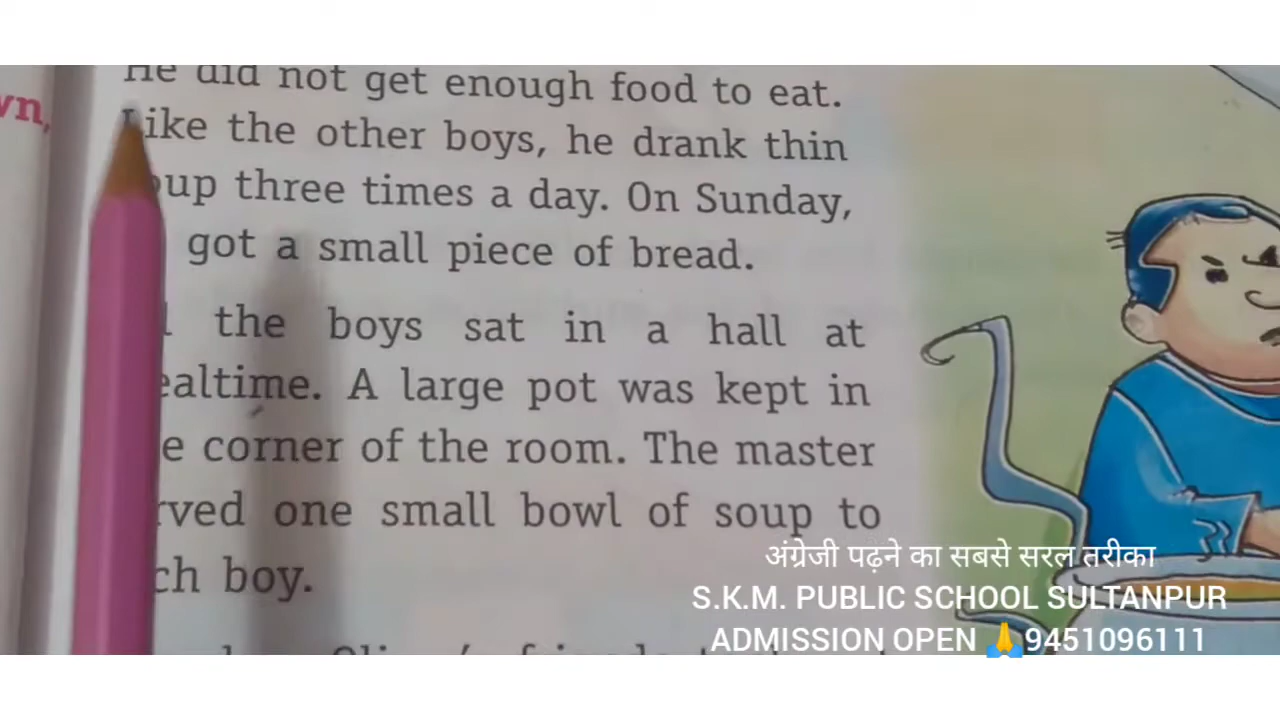 wn,
He did not get enough food to eat.
Like the other boys, he drank thin
oup three times a day. On Sunday,
got a small piece of bread.
l the boys sat in a hall at
ealtime. A large pot was kept in
e corner of the room. The master
rved one small bowl of soup to
ch boy.
अंग्रेजी पढ़ने का सबसे सरल तरीका
S.K.M. PUBLIC SCHOOL SULTANPUR
ADMISSION OPEN 🙏9451096111